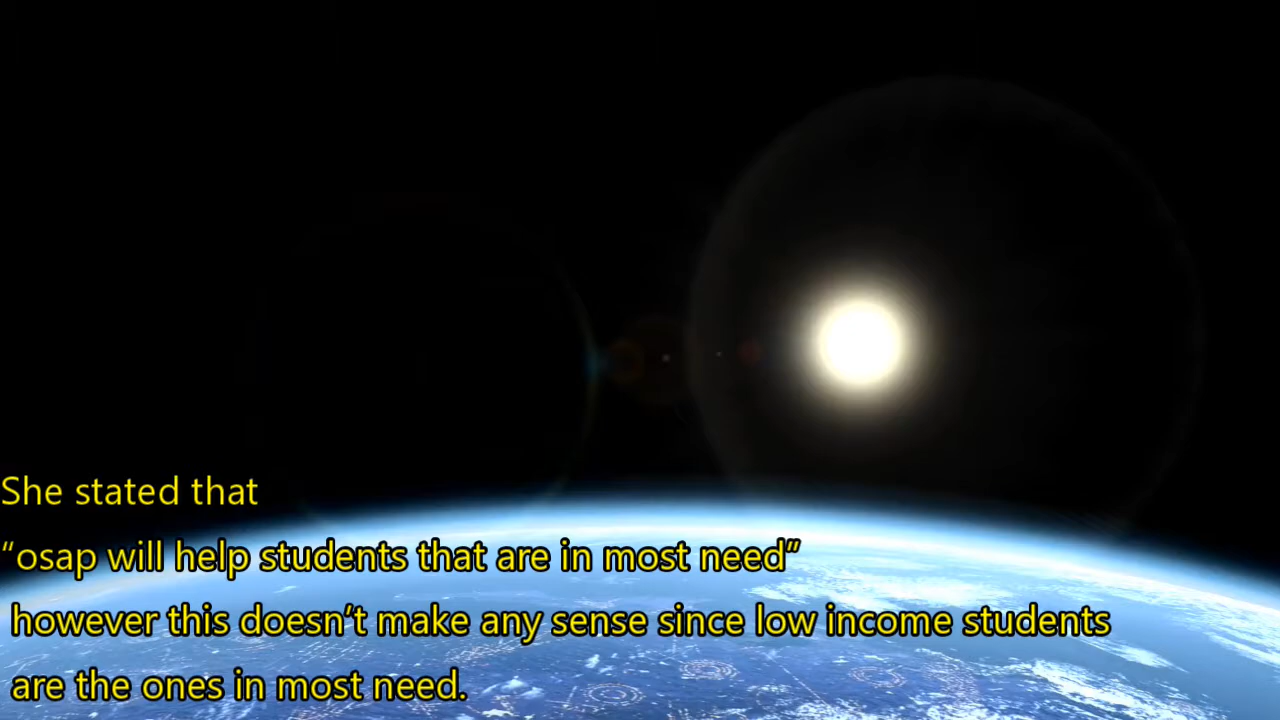 She stated that
“osap will help students that are in most need”
however this doesn’t make any sense since low income students
are the ones in most need.